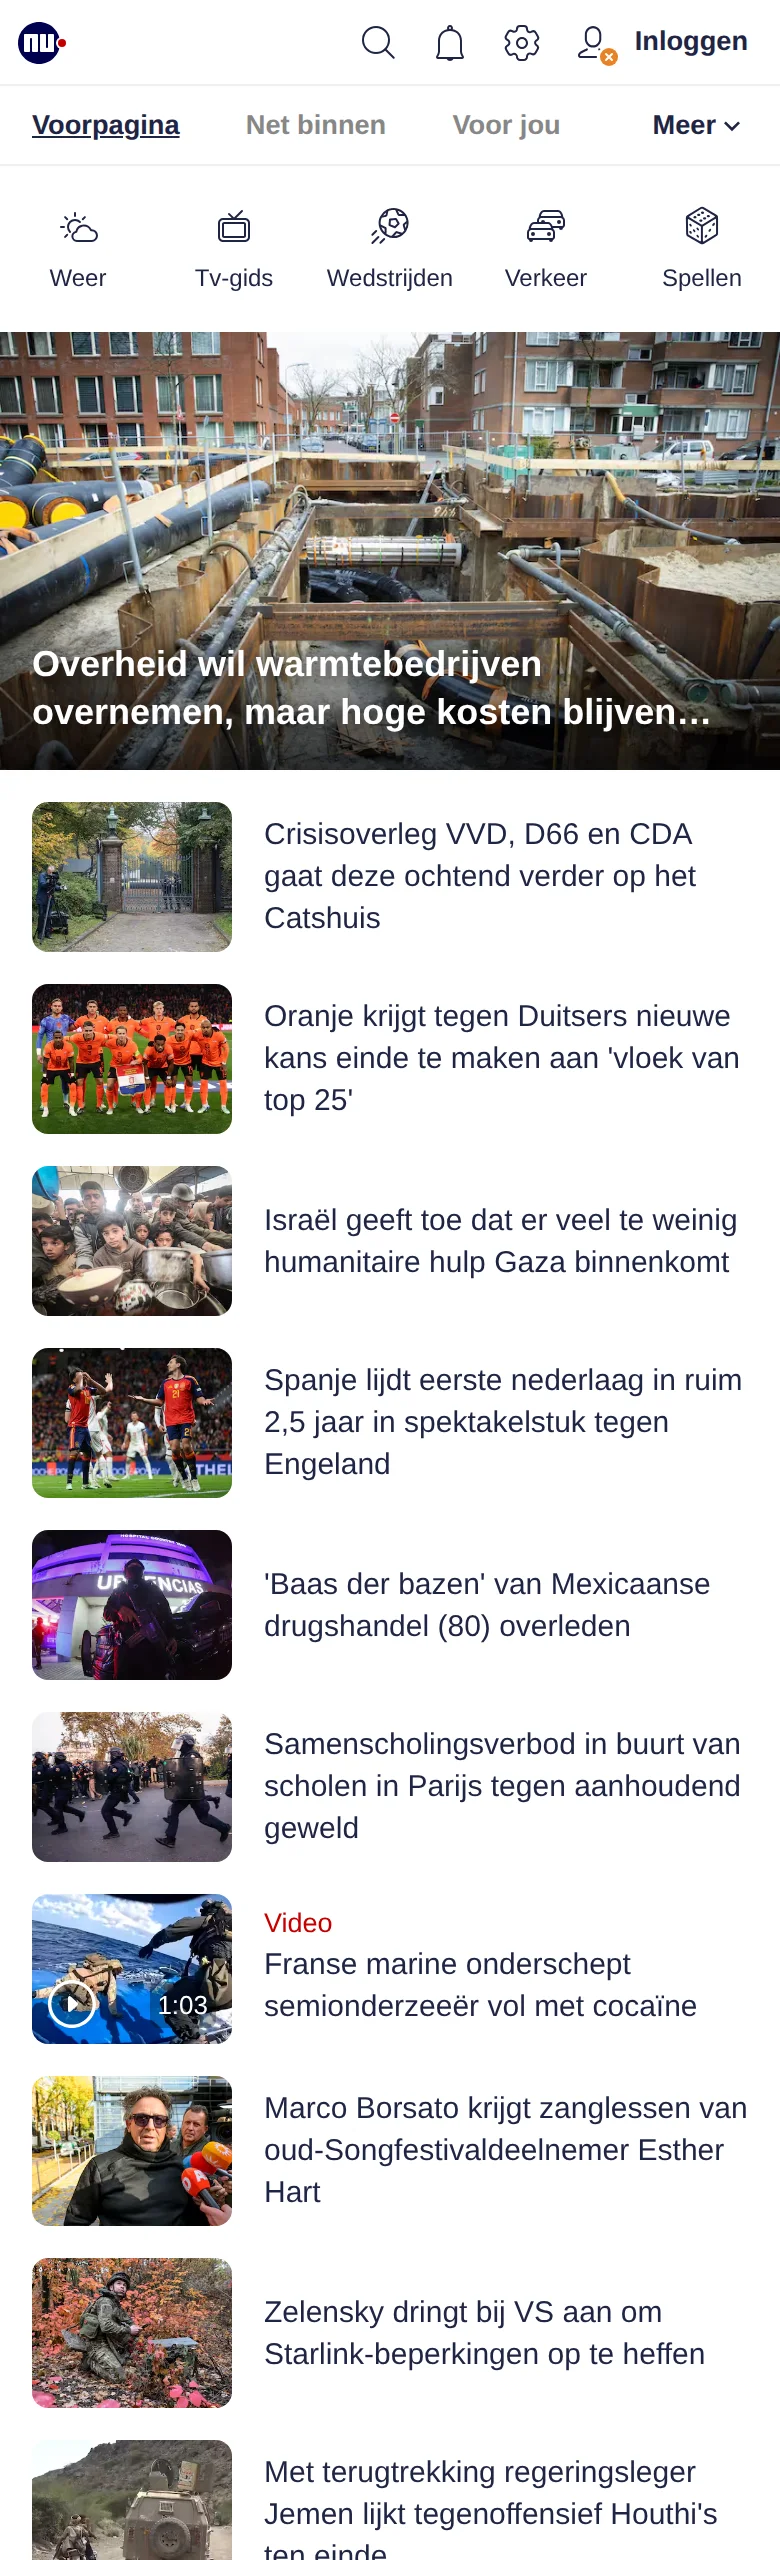 nu
Inloggen
Voorpagina
Net binnen
Voor jou
Meer
Weer
Tv-gids
Wedstrijden
Verkeer
Spellen
Overheid wil warmtebedrijven
overnemen, maar hoge kosten blijven...
Crisisoverleg VVD, D66 en CDA
gaat deze ochtend verder op het
Catshuis
Oranje krijgt tegen Duitsers nieuwe
kans einde te maken aan 'vloek van
top 25'
Israël geeft toe dat er veel te weinig
humanitaire hulp Gaza binnenkomt
Spanje lijdt eerste nederlaag in ruim
2,5 jaar in spektakelstuk tegen
Engeland
'Baas der bazen' van Mexicaanse
drugshandel (80) overleden
Samenscholingsverbod in buurt van
scholen in Parijs tegen aanhoudend
geweld
Video
Franse marine onderschept
semionderzeeër vol met cocaïne
1:03
Marco Borsato krijgt zanglessen van
oud-Songfestivaldeelnemer Esther
Hart
Zelensky dringt bij VS aan om
Starlink-beperkingen op te heffen
Met terugtrekking regeringsleger
Jemen lijkt tegenoffensief Houthi's
ten einde